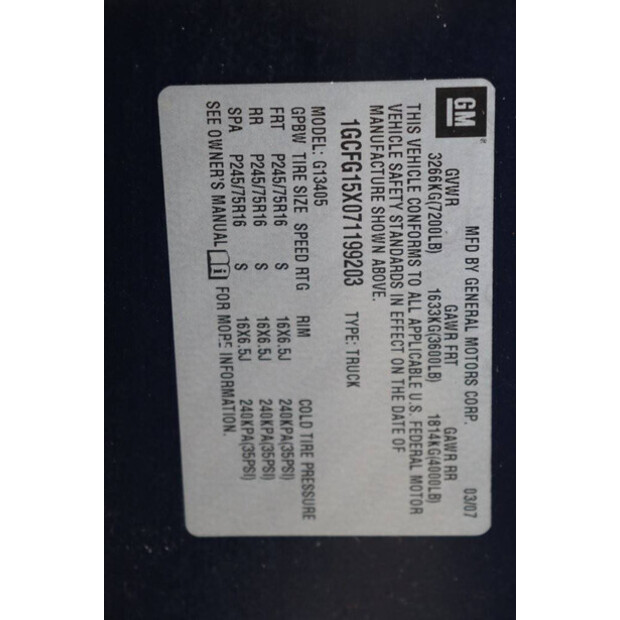 GM
MFD BY GENERAL MOTORS CORP. 03/07
GVWR GAWR FRT GAWR RR
3266KG(7200LB) 1633KG(3600LB) 1814KG(4000LB)
THIS VEHICLE CONFORMS TO ALL APPLICABLE U.S. FEDERAL MOTOR
VEHICLE SAFETY STANDARDS IN EFFECT ON THE DATE OF
MANUFACTURE SHOWN ABOVE.
1GCFG15X071199203 TYPE: TRUCK
MODEL: G13405
GPBW TIRE SIZE SPEED RTG RIM COLD TIRE PRESSURE
FRT P245/75R16 S 16X6.5J 240KPA(35PSI)
RR P245/75R16 S 16X6.5J 240KPA(35PSI)
SPA P245/75R16 S 16X6.5J 240KPA(35PSI)
SEE OWNER'S MANUAL FOR MORE INFORMATION.